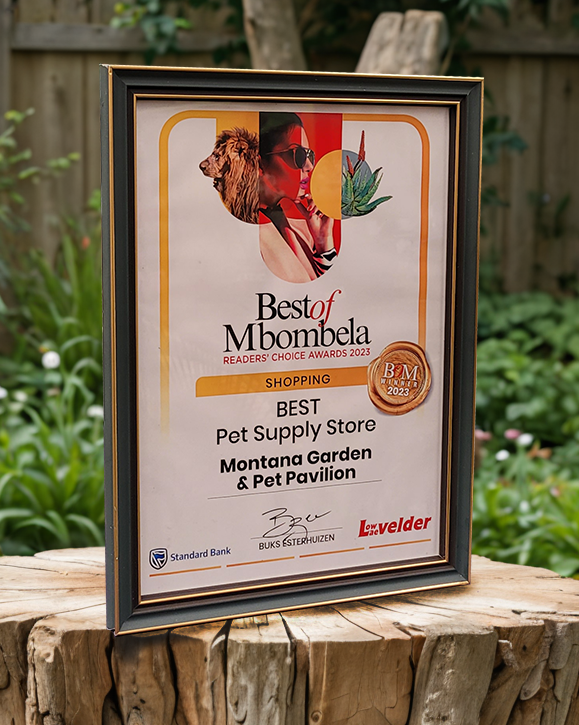 Best of
Mbombela
READERS' CHOICE AWARDS 2023
SHOPPING
B M
WINNER
2023
BEST
Pet Supply Store
Montana Garden
& Pet Pavilion
BUKS ESTERHUIZEN
Standard Bank
Lowvelder